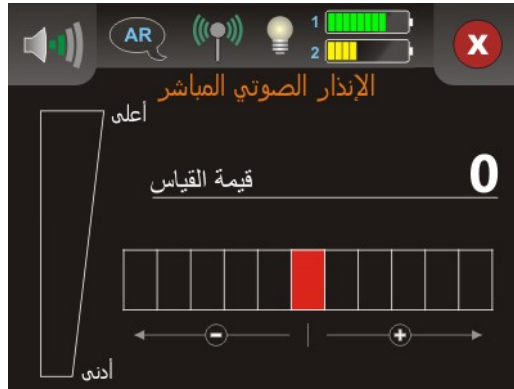 AR
1
2
X
الإنذار الصوتي المباشر
أعلى
قيمة القياس 0
− +
أدنى